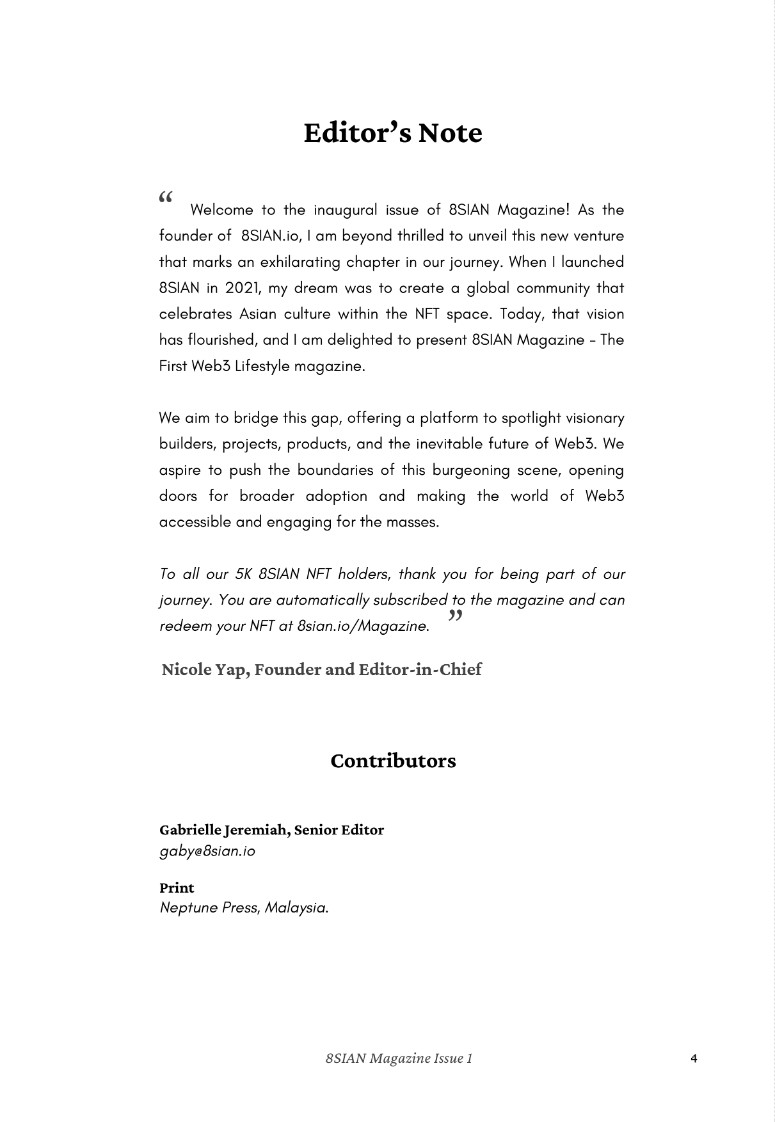 Editor’s Note
“ Welcome to the inaugural issue of 8SIAN Magazine! As the
founder of 8SIAN.io, I am beyond thrilled to unveil this new venture
that marks an exhilarating chapter in our journey. When I launched
8SIAN in 2021, my dream was to create a global community that
celebrates Asian culture within the NFT space. Today, that vision
has flourished, and I am delighted to present 8SIAN Magazine - The
First Web3 Lifestyle magazine.
We aim to bridge this gap, offering a platform to spotlight visionary
builders, projects, products, and the inevitable future of Web3. We
aspire to push the boundaries of this burgeoning scene, opening
doors for broader adoption and making the world of Web3
accessible and engaging for the masses.
To all our 5K 8SIAN NFT holders, thank you for being part of our
journey. You are automatically subscribed to the magazine and can
redeem your NFT at 8sian.io/Magazine. ”
Nicole Yap, Founder and Editor-in-Chief
Contributors
Gabrielle Jeremiah, Senior Editor
gaby@8sian.io
Print
Neptune Press, Malaysia.
8SIAN Magazine Issue 1
4